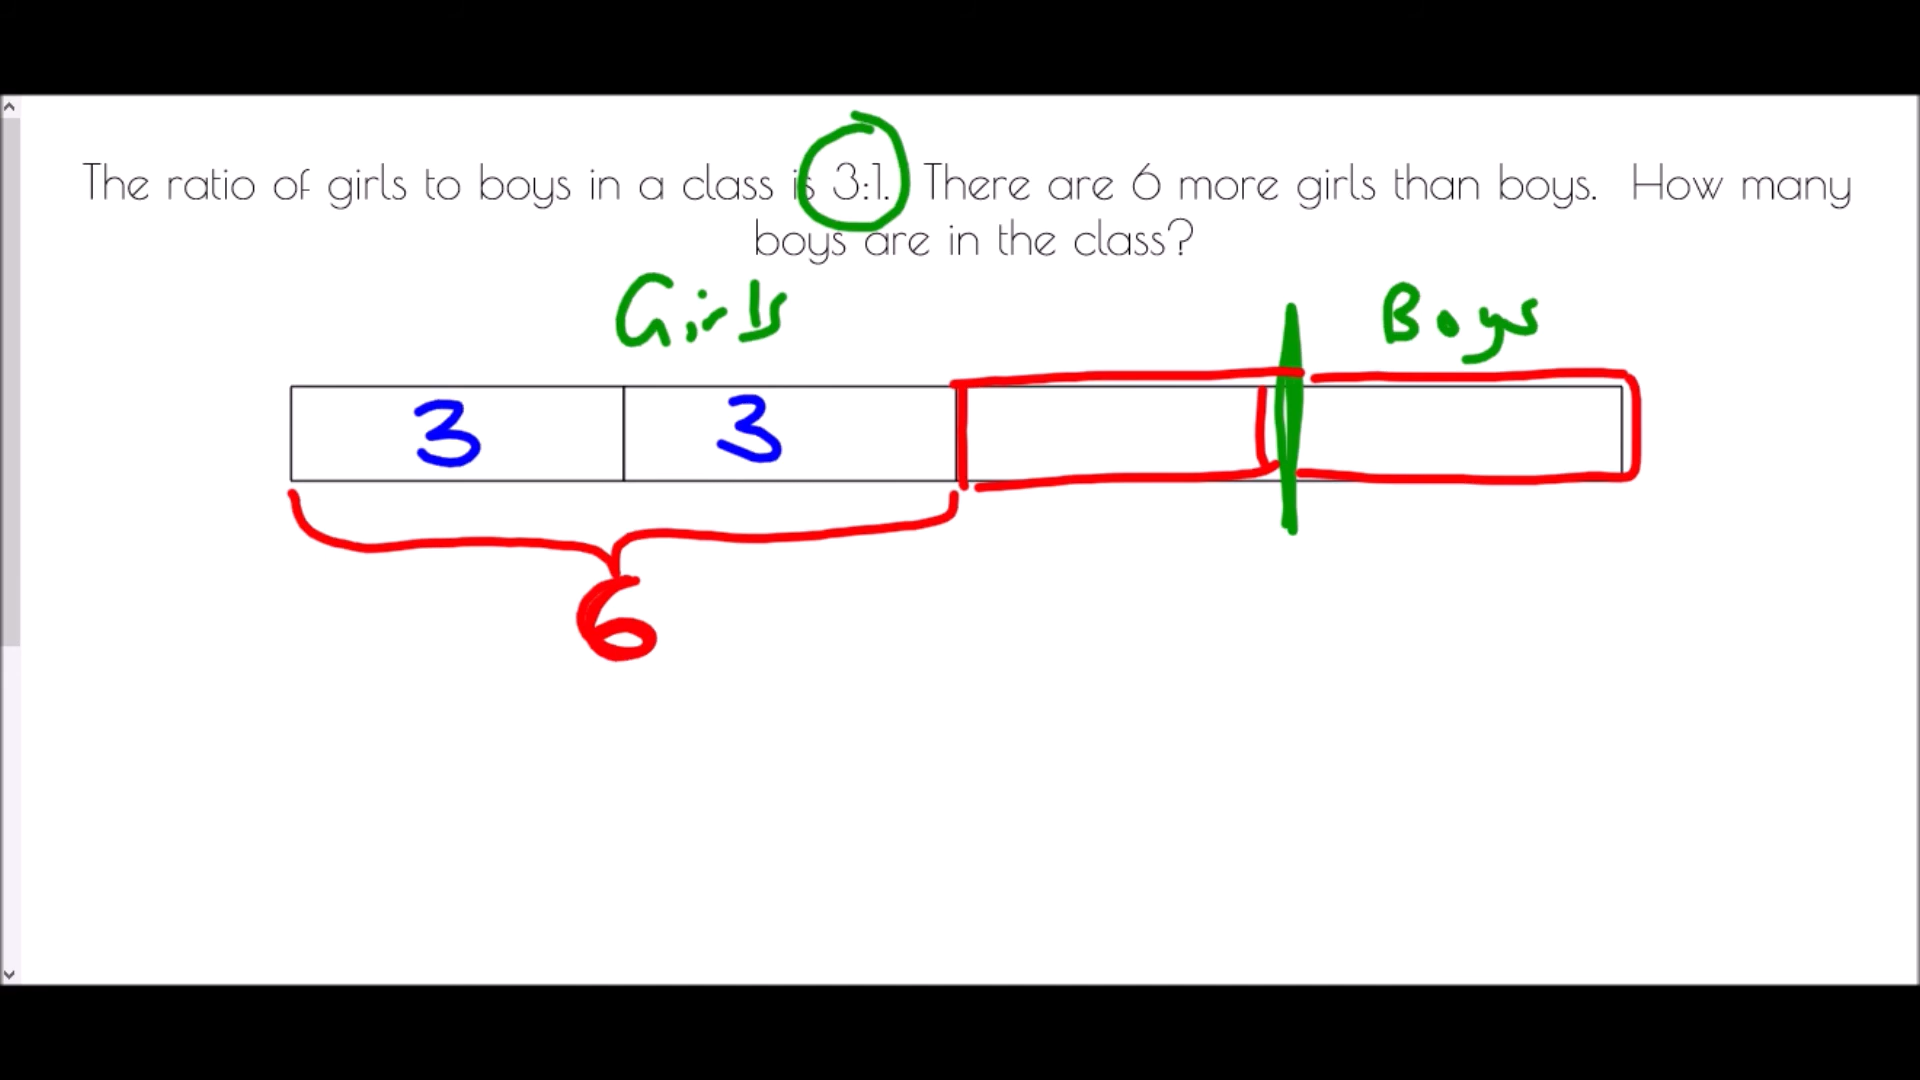 The ratio of girls to boys in a class is 3:1. There are 6 more girls than boys. How many
boys are in the class?
Girls Boys
3 3
6